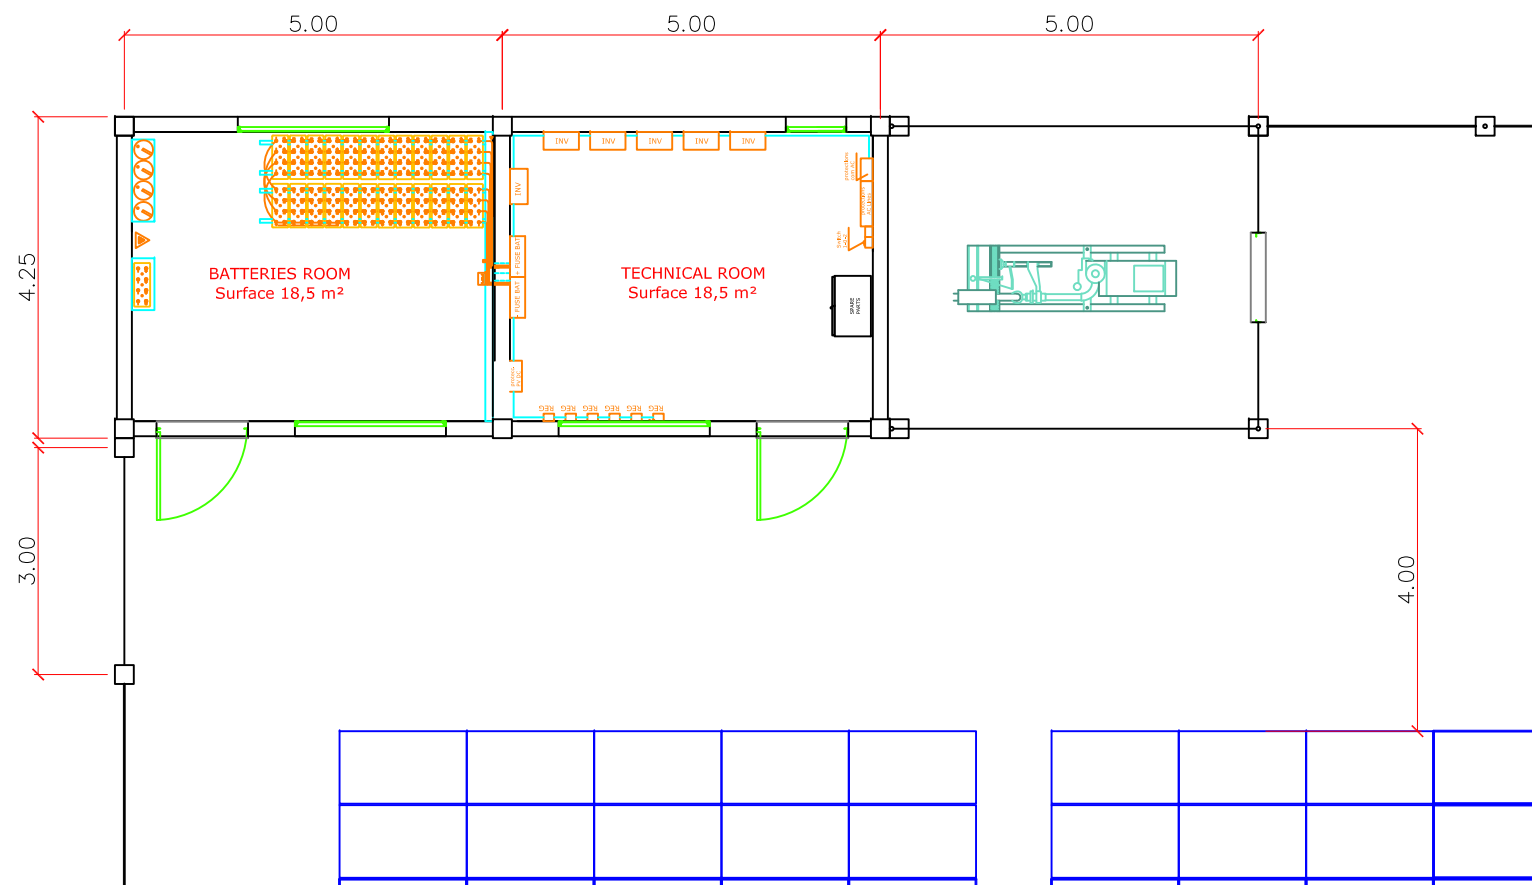 5.00
5.00
5.00
4.25
3.00
4.00
INV
INV
INV
INV
INV
INV
FUSE BAT
FUSE BAT
BATTERIES ROOM
Surface 18,5 m²
TECHNICAL ROOM
Surface 18,5 m²
SPARE
PARTS
REG
REG
REG
REG
REG
REG